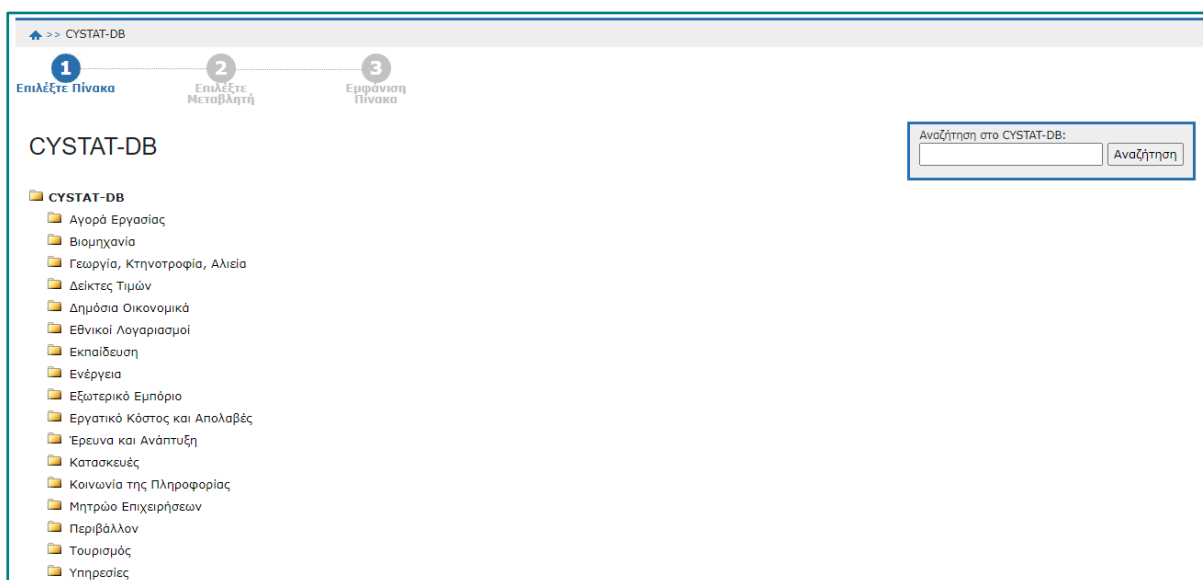 >> CYSTAT-DB
1
Επιλέξτε Πίνακα
2
Επιλέξτε
Μεταβλητή
3
Εμφάνιση
Πίνακα
CYSTAT-DB
Αναζήτηση στο CYSTAT-DB:
Αναζήτηση
CYSTAT-DB
Αγορά Εργασίας
Βιομηχανία
Γεωργία, Κτηνοτροφία, Αλιεία
Δείκτες Τιμών
Δημόσια Οικονομικά
Εθνικοί Λογαριασμοί
Εκπαίδευση
Ενέργεια
Εξωτερικό Εμπόριο
Εργατικό Κόστος και Απολαβές
Έρευνα και Ανάπτυξη
Κατασκευές
Κοινωνία της Πληροφορίας
Μητρώο Επιχειρήσεων
Περιβάλλον
Τουρισμός
Υπηρεσίες